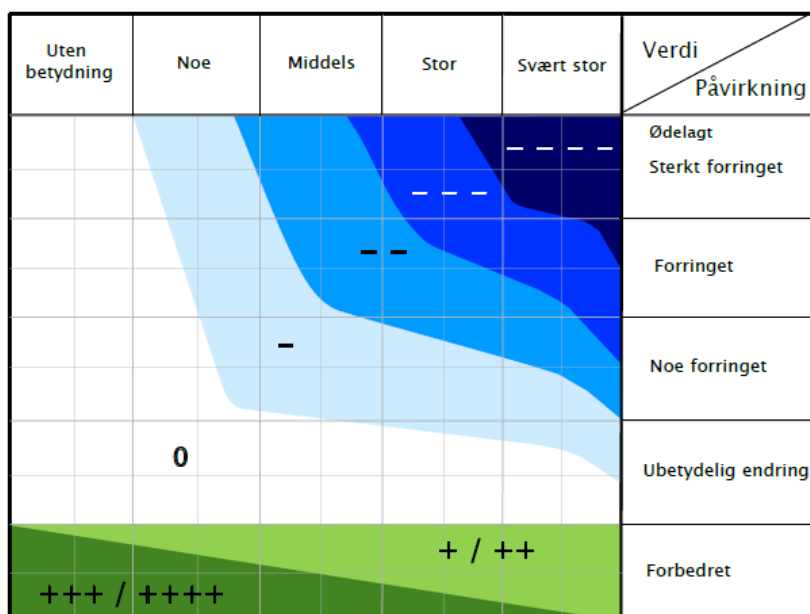 Uten
betydning
Noe
Middels
Stor
Svært stor
Verdi
Påvirkning
Ødelagt
Sterkt forringet
– – – –
– – –
Forringet
– –
Noe forringet
–
0
Ubetydelig endring
+ / ++
Forbedret
+++ / ++++